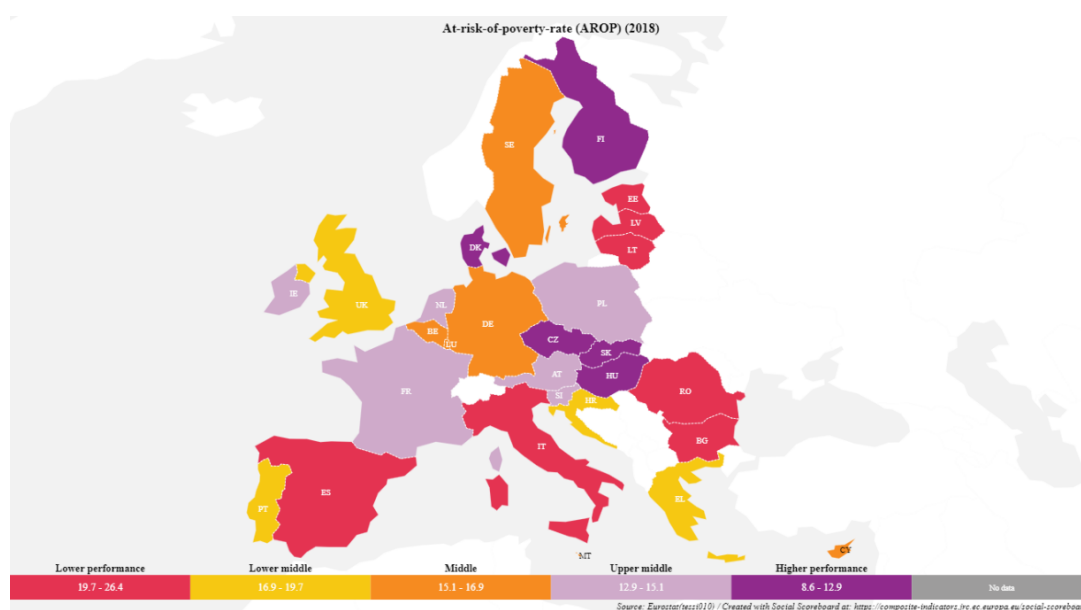 At-risk-of-poverty-rate (AROP) (2018)
FI
SE
EE
LV
LT
DK
IE
UK
NL
PL
BE
DE
LU
CZ
SK
AT
HU
FR
SI
HR
RO
IT
BG
ES
PT
EL
MT
CY
Lower performance Lower middle Middle Upper middle Higher performance
19.7 - 26.4 16.9 - 19.7 15.1 - 16.9 12.9 - 15.1 8.6 - 12.9 No data
Source: Eurostat(tessi010) / Created with Social Scoreboard at: https://composite-indicators.jrc.ec.europa.eu/social-scoreboa